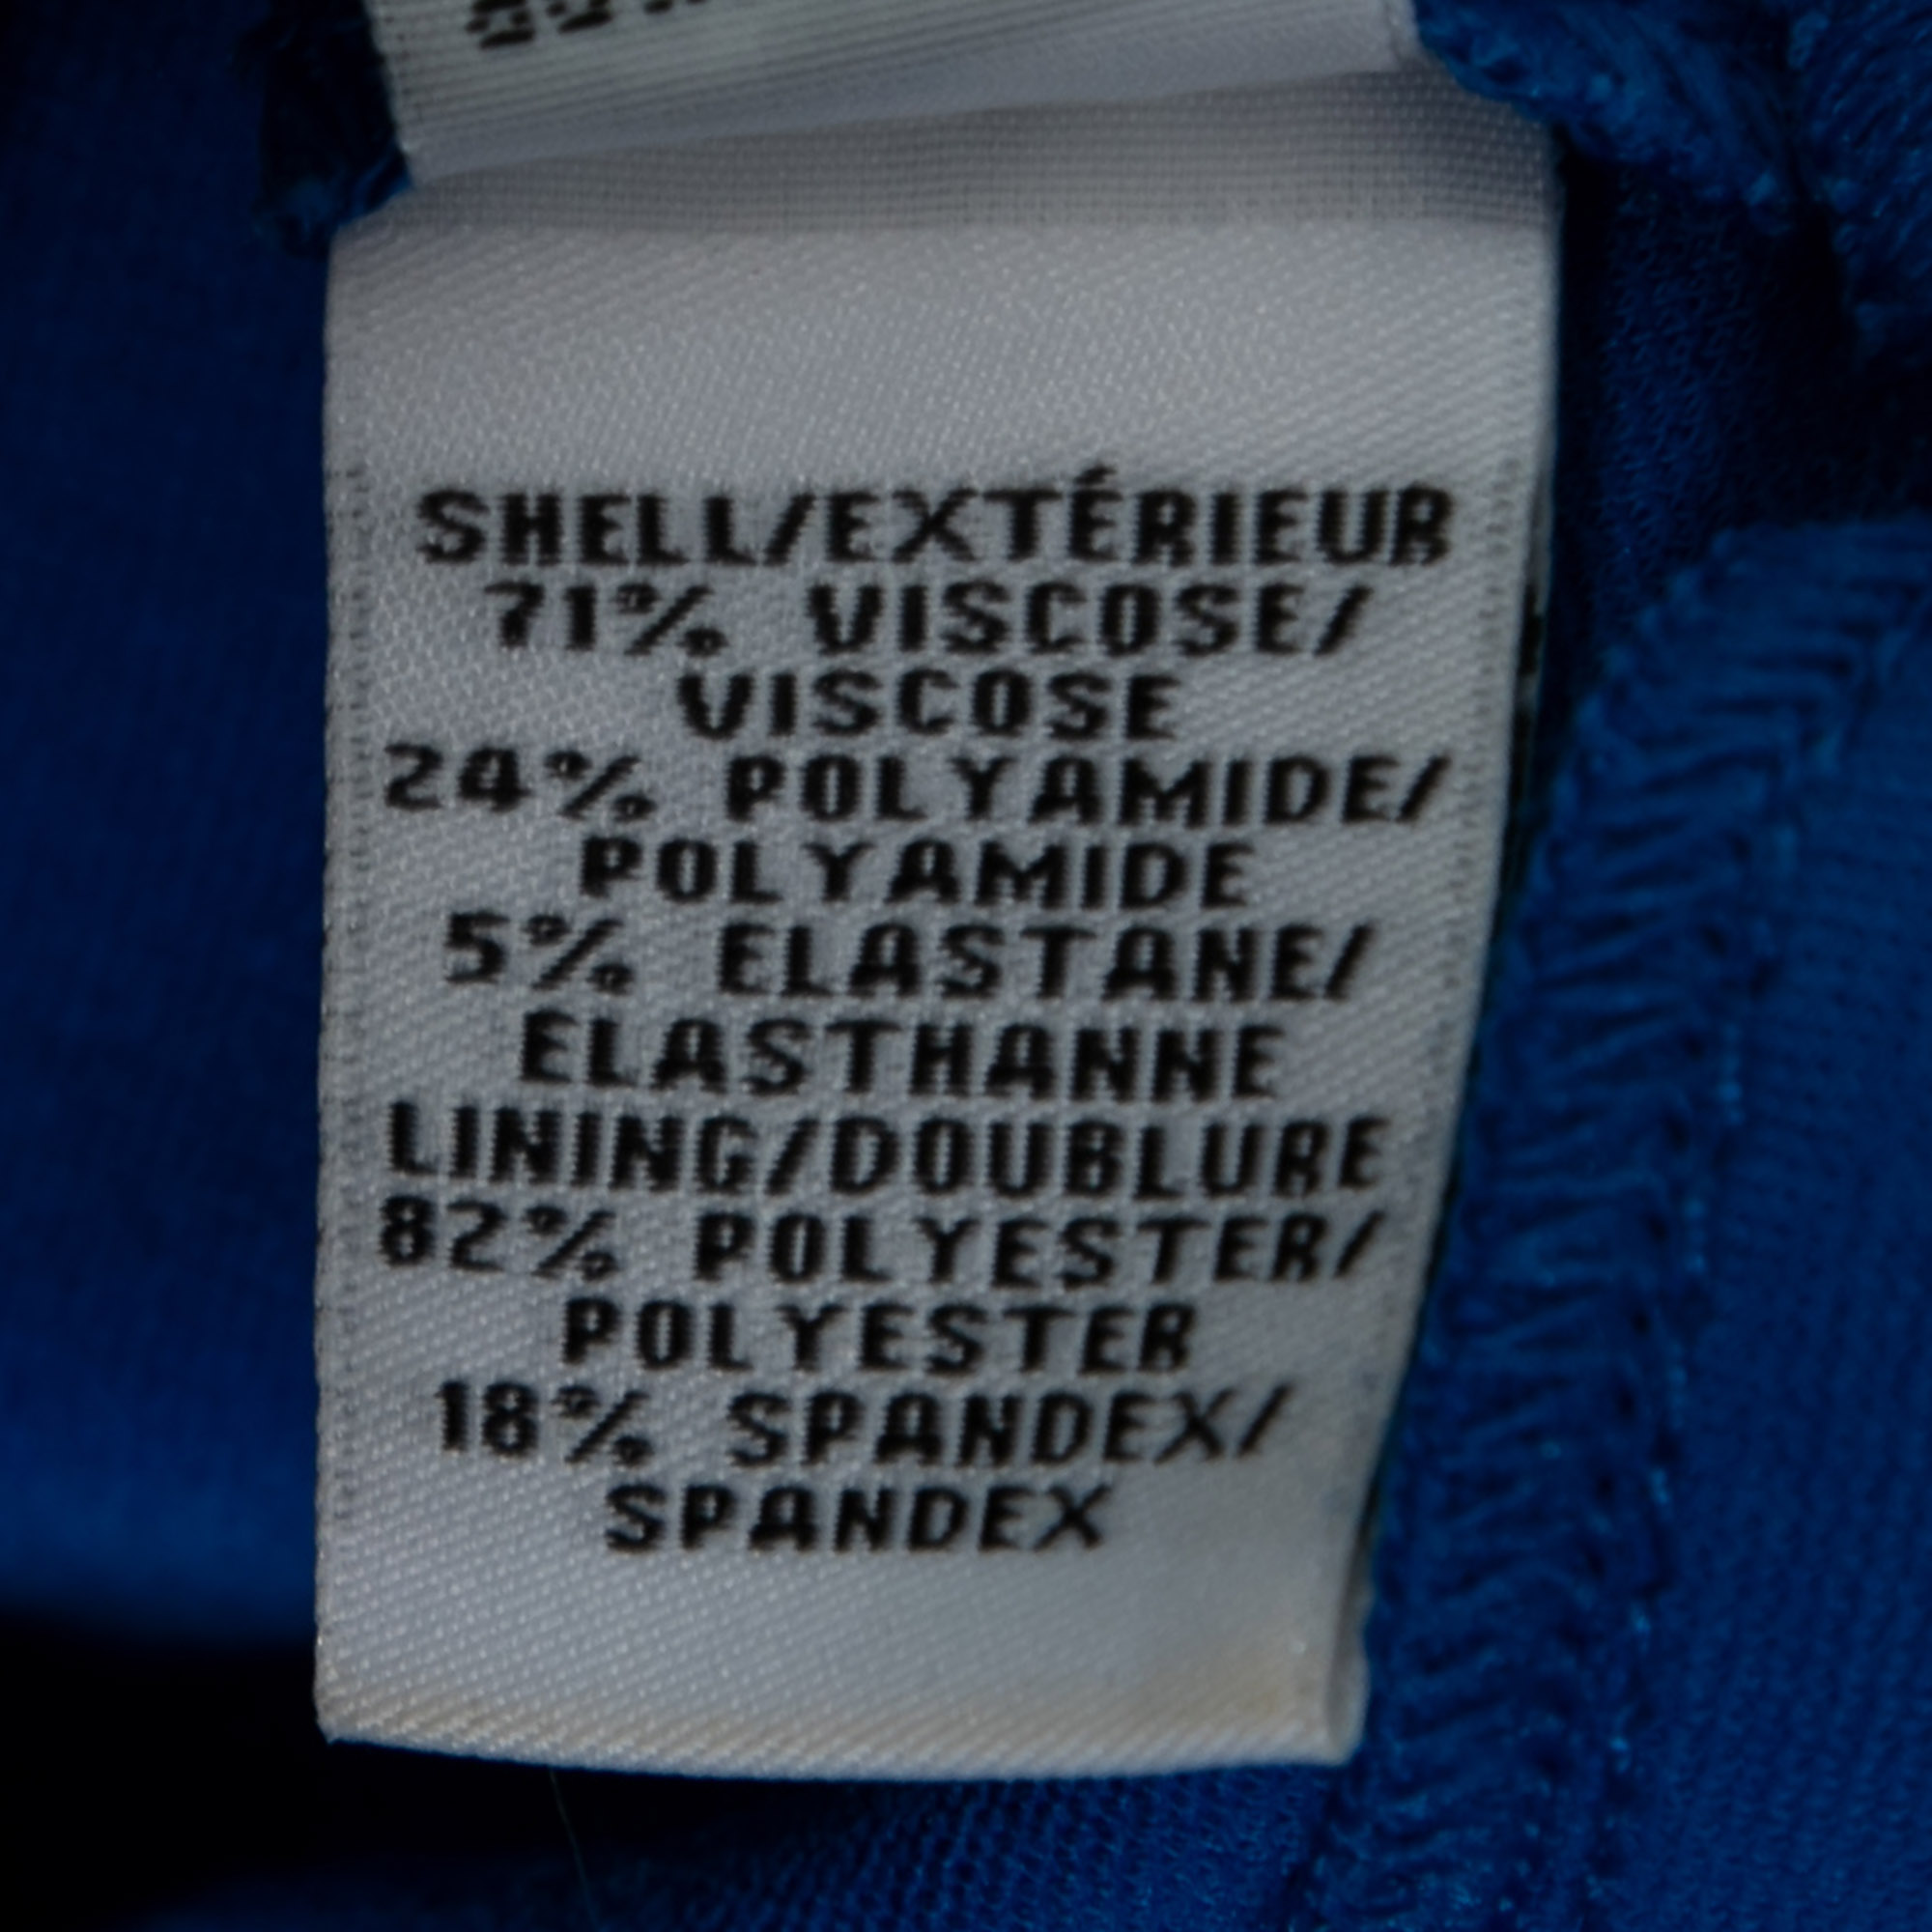 SHELL/EXTÉRIEUR
71% VISCOSE/
VISCOSE
24% POLYAMIDE/
POLYAMIDE
5% ELASTANE/
ELASTHANNE
LINING/DOUBLURE
82% POLYESTER/
POLYESTER
18% SPANDEX/
SPANDEX